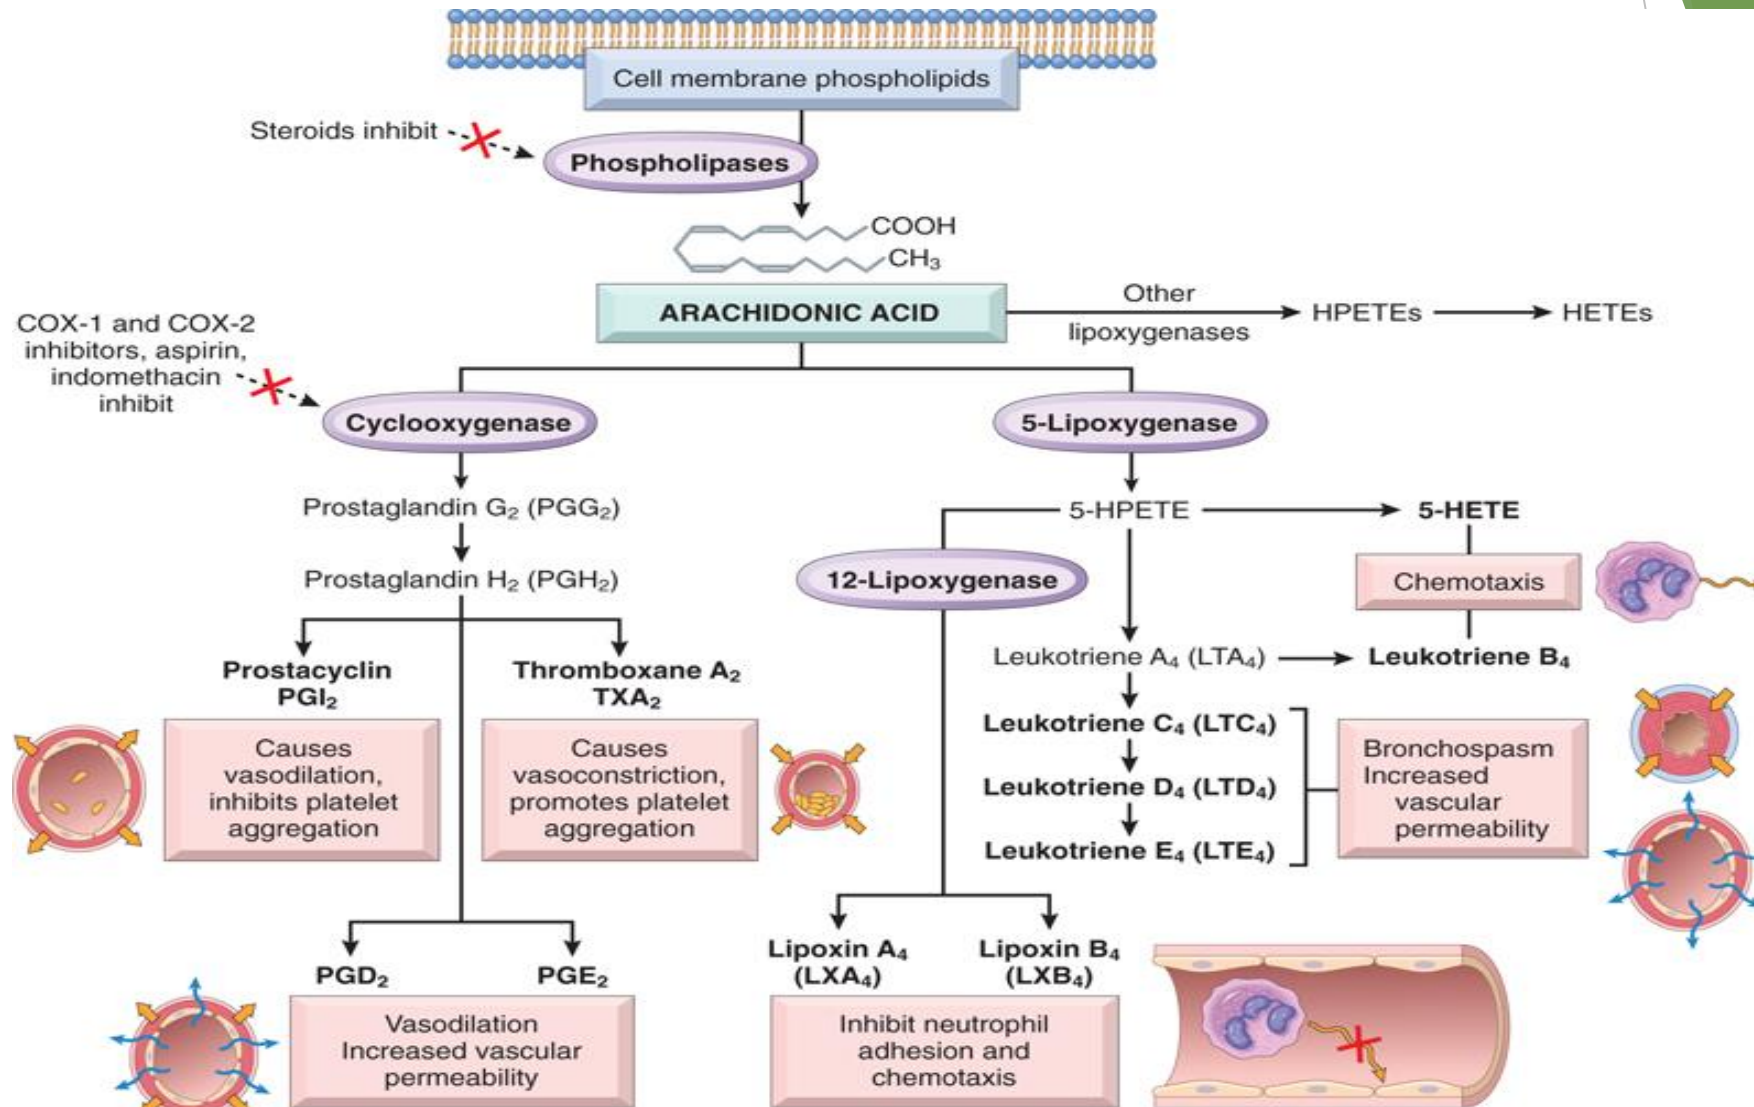 Cell membrane phospholipids
Steroids inhibit
Phospholipases
COOH
CH₃
ARACHIDONIC ACID
Other
lipoxygenases
HPETEs
HETEs
COX-1 and COX-2
inhibitors, aspirin,
indomethacin
inhibit
Cyclooxygenase
5-Lipoxygenase
Prostaglandin G₂ (PGG₂)
5-HPETE
5-HETE
Prostaglandin H₂ (PGH₂)
12-Lipoxygenase
Chemotaxis
Leukotriene A₄ (LTA₄)
Leukotriene B₄
Prostacyclin
PGI₂
Thromboxane A₂
TXA₂
Causes
vasodilation,
inhibits platelet
aggregation
Causes
vasoconstriction,
promotes platelet
aggregation
Leukotriene C₄ (LTC₄)
Leukotriene D₄ (LTD₄)
Leukotriene E₄ (LTE₄)
Bronchospasm
Increased
vascular
permeability
PGD₂
PGE₂
Vasodilation
Increased vascular
permeability
Lipoxin A₄
(LXA₄)
Lipoxin B₄
(LXB₄)
Inhibit neutrophil
adhesion and
chemotaxis